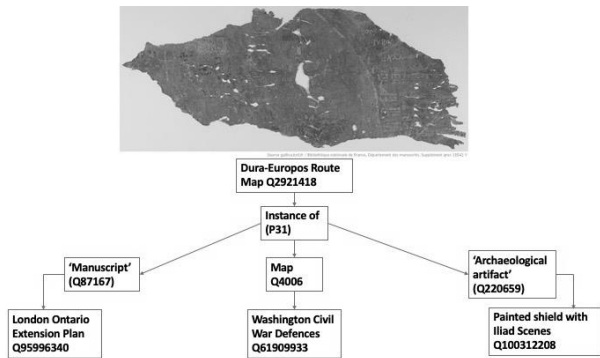 Dura-Europos Route
Map Q2921418
Instance of
(P31)
‘Manuscript’
(Q87167)
Map
Q4006
‘Archaeological
artifact’
(Q220659)
London Ontario
Extension Plan
Q95996340
Washington Civil
War Defences
Q61909933
Painted shield with
Iliad Scenes
Q100312208